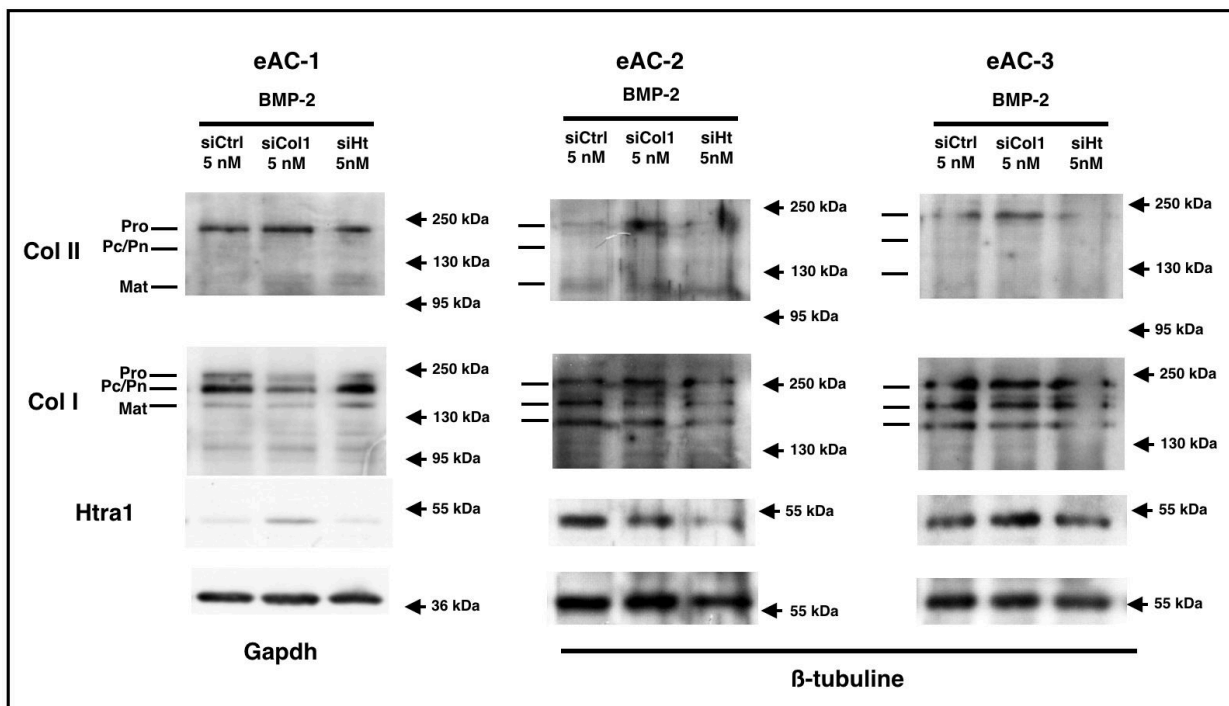 eAC-1
BMP-2
siCtrl siCol1 siHt
5 nM 5 nM 5nM
eAC-2
BMP-2
siCtrl siCol1 siHt
5 nM 5 nM 5nM
eAC-3
BMP-2
siCtrl siCol1 siHt
5 nM 5 nM 5nM
Col II
Pro
Pc/Pn
Mat
250 kDa
130 kDa
95 kDa
250 kDa
130 kDa
95 kDa
250 kDa
130 kDa
95 kDa
Col I
Pro
Pc/Pn
Mat
250 kDa
130 kDa
95 kDa
250 kDa
130 kDa
250 kDa
130 kDa
Htra1
55 kDa
55 kDa
55 kDa
36 kDa
55 kDa
55 kDa
Gapdh
ß-tubuline